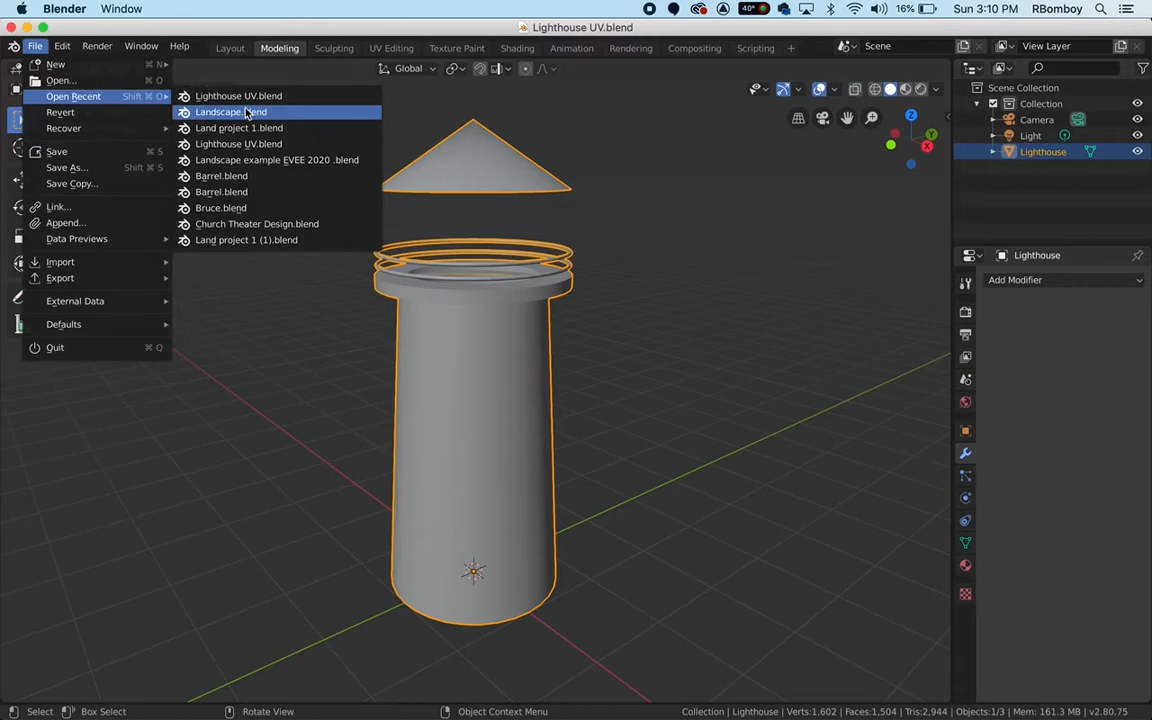 Blender Window 40° 16% Sun 3:10 PM RBomboy
Lighthouse UV.blend
File Edit Render Window Help Layout Modeling Sculpting UV Editing Texture Paint Shading Animation Rendering Compositing Scripting + Scene View Layer
Global
New ⌘ N
Open... ⌘ O
Open Recent Shift ⌘ O
Revert
Recover
Save ⌘ S
Save As... Shift ⌘ S
Save Copy...
Link...
Append...
Data Previews
Import
Export
External Data
Defaults
Quit ⌘ Q
Lighthouse UV.blend
Landscape.blend
Land project 1.blend
Lighthouse UV.blend
Landscape example EVEE 2020 .blend
Barrel.blend
Barrel.blend
Bruce.blend
Church Theater Design.blend
Land project 1 (1).blend
Z
Y
X
Scene Collection
Collection
Camera
Light
Lighthouse
Lighthouse
Add Modifier
Select Box Select Rotate View Object Context Menu Collection | Lighthouse | Verts:1,602 | Faces:1,504 | Tris:2,944 | Objects:1/3 | Mem: 161.3 MB | v2.80.75